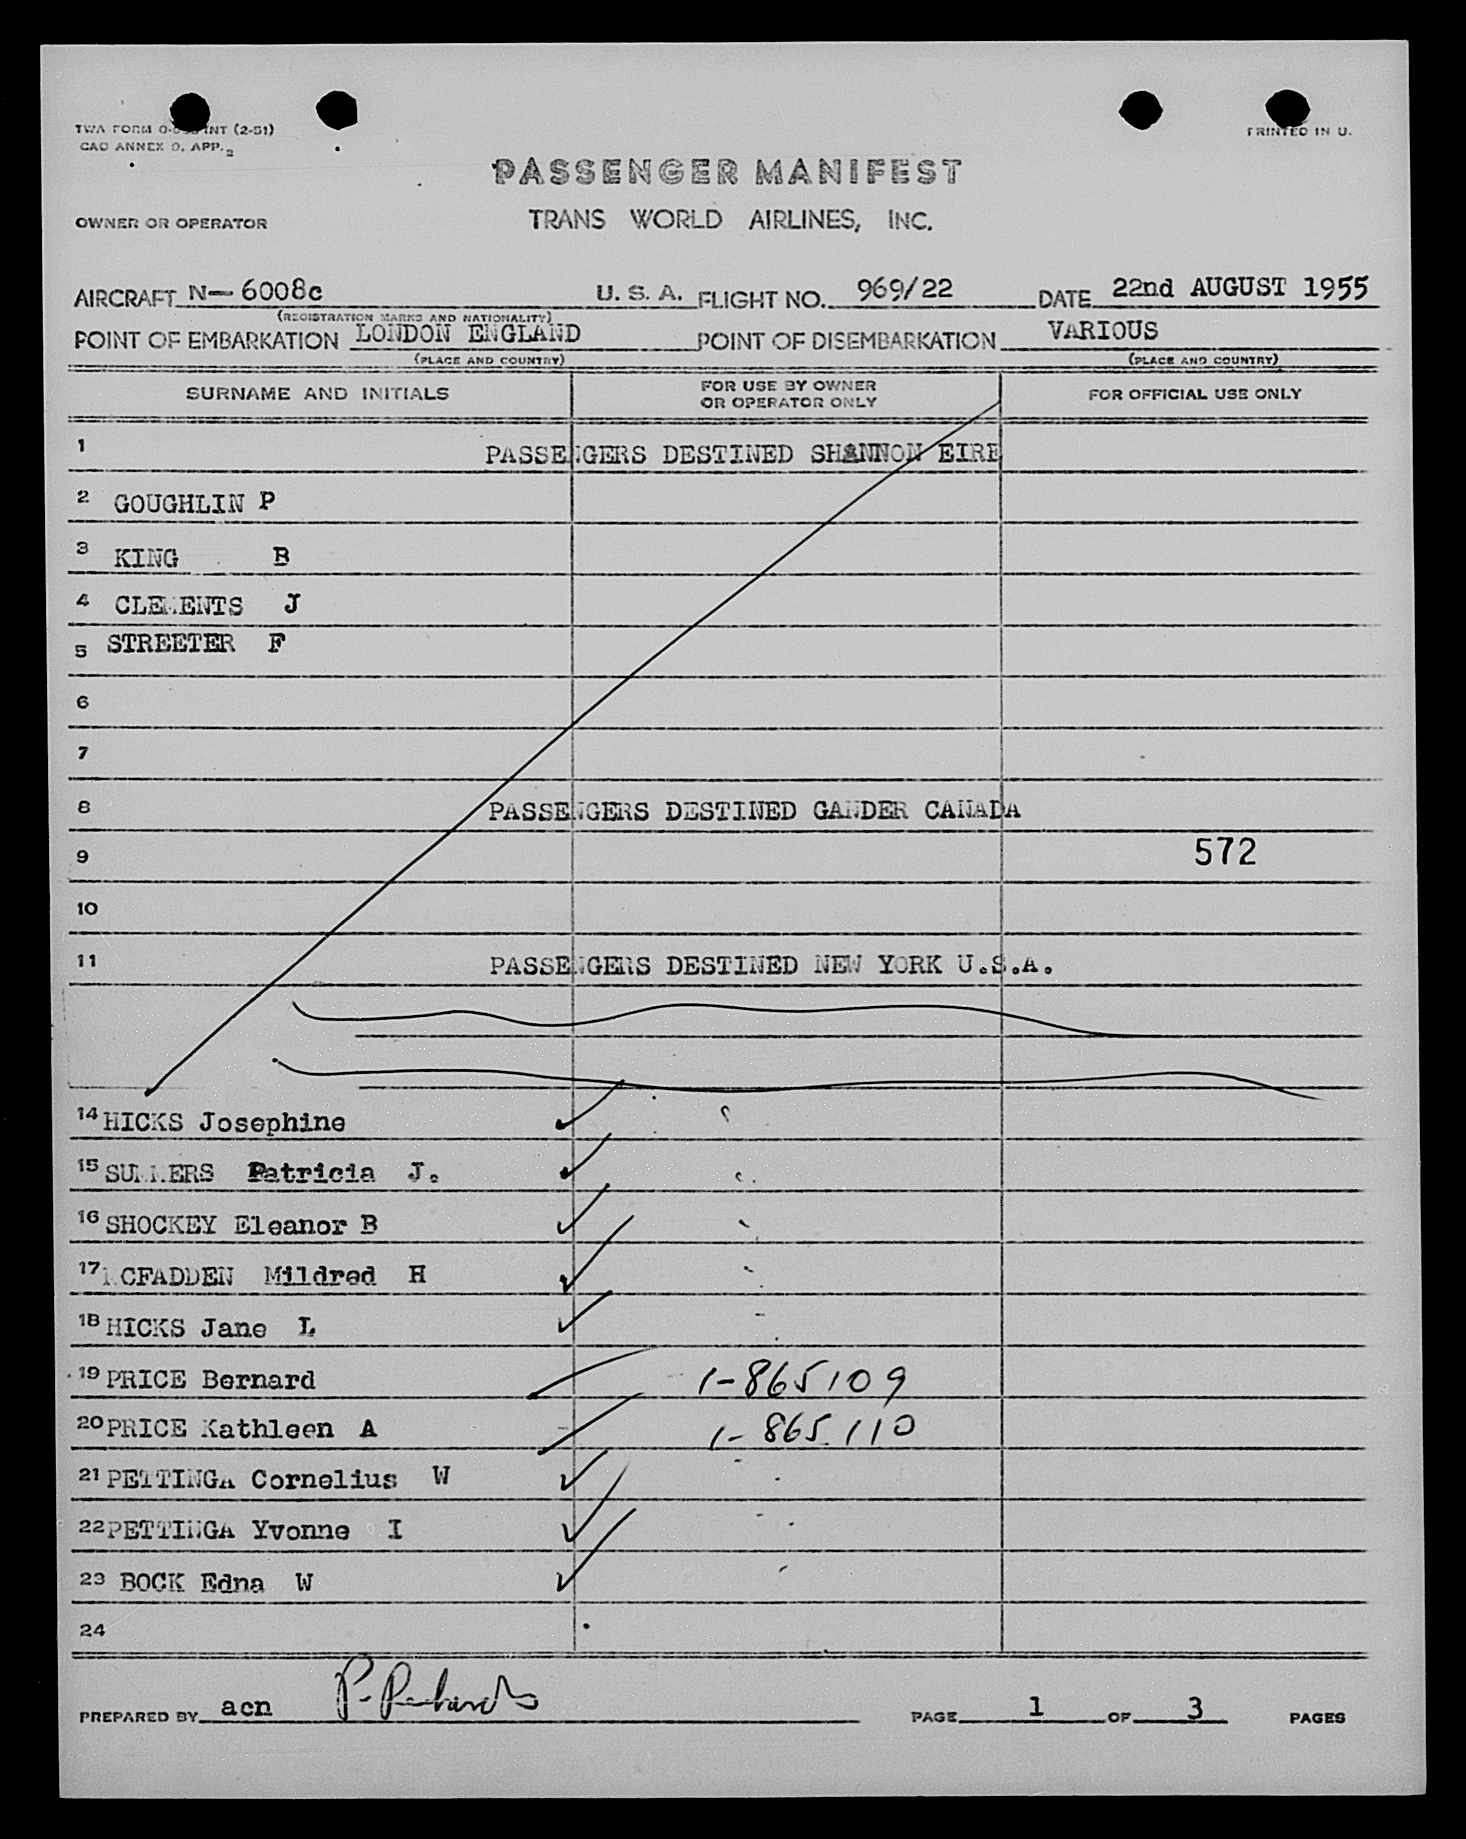 TWA FORM INT (2-51)
CAO ANNEX 9, APP. 2
PRINTED IN U.
PASSENGER MANIFEST
OWNER OR OPERATOR
TRANS WORLD AIRLINES, INC.
AIRCRAFT N-6008c U. S. A. FLIGHT NO. 969/22 DATE 22nd AUGUST 1955
(REGISTRATION MARKS AND NATIONALITY)
POINT OF EMBARKATION LONDON ENGLAND POINT OF DISEMBARKATION VARIOUS
(PLACE AND COUNTRY) (PLACE AND COUNTRY)
SURNAME AND INITIALS FOR USE BY OWNER OR OPERATOR ONLY FOR OFFICIAL USE ONLY
1 PASSENGERS DESTINED SHANNON EIRE
2 GOUGHLIN P
3 KING B
4 CLEMENTS J
5 STREETER F
6
7
8 PASSENGERS DESTINED GANDER CANADA
9 572
10
11 PASSENGERS DESTINED NEW YORK U.S.A.
14 HICKS Josephine
15 SUMMERS Patricia J.
16 SHOCKEY Eleanor B
17 MCFADDEN Mildred H
18 HICKS Jane L
19 PRICE Bernard 1-865109
20 PRICE Kathleen A 1-865110
21 PETTINGA Cornelius W
22 PETTINGA Yvonne I
23 BOCK Edna W
24
PREPARED BY acn P. Richards PAGE 1 OF 3 PAGES